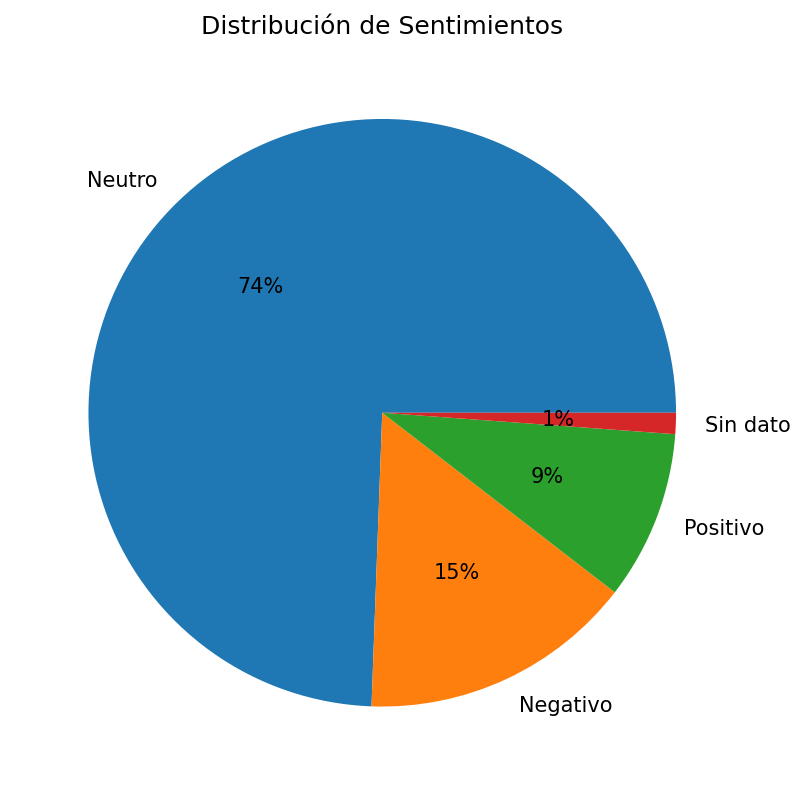 Distribución de Sentimientos
Neutro
74%
1%
Sin dato
9%
Positivo
15%
Negativo